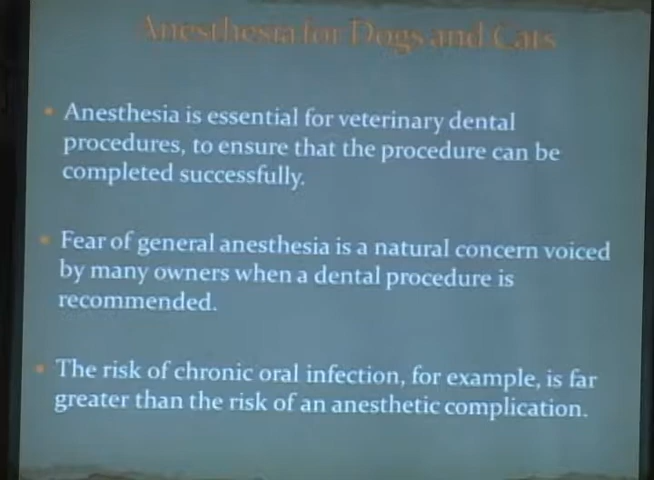 Anesthesia for Dogs and Cats
• Anesthesia is essential for veterinary dental
procedures, to ensure that the procedure can be
completed successfully.
• Fear of general anesthesia is a natural concern voiced
by many owners when a dental procedure is
recommended.
• The risk of chronic oral infection, for example, is far
greater than the risk of an anesthetic complication.